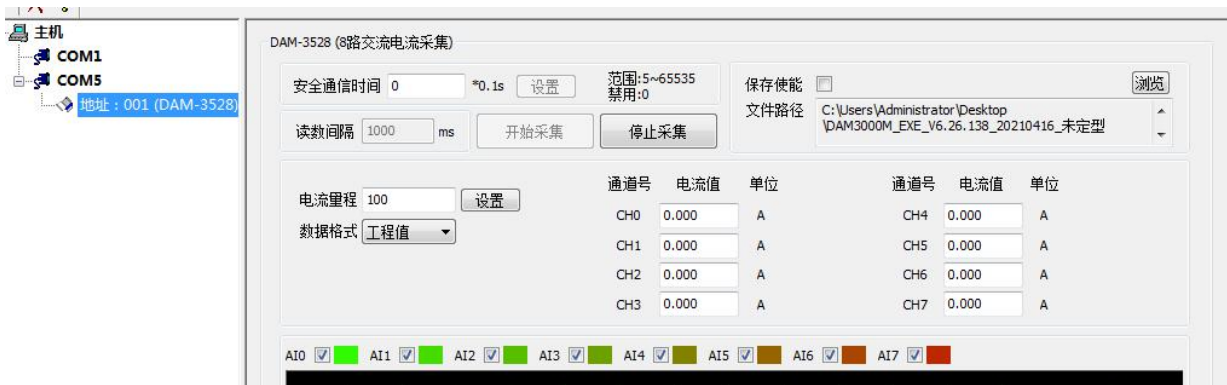 主机
COM1
COM5
地址：001 (DAM-3528)
DAM-3528 (8路交流电流采集)
安全通信时间 0 *0.1s 设置 范围:5~65535
禁用:0
读数间隔 1000 ms 开始采集 停止采集
保存使能 浏览
文件路径 C:\Users\Administrator\Desktop
\DAM3000M_EXE_V6.26.138_20210416_未定型
电流量程 100 设置
数据格式 工程值
通道号 电流值 单位 通道号 电流值 单位
CH0 0.000 A CH4 0.000 A
CH1 0.000 A CH5 0.000 A
CH2 0.000 A CH6 0.000 A
CH3 0.000 A CH7 0.000 A
AI0 AI1 AI2 AI3 AI4 AI5 AI6 AI7